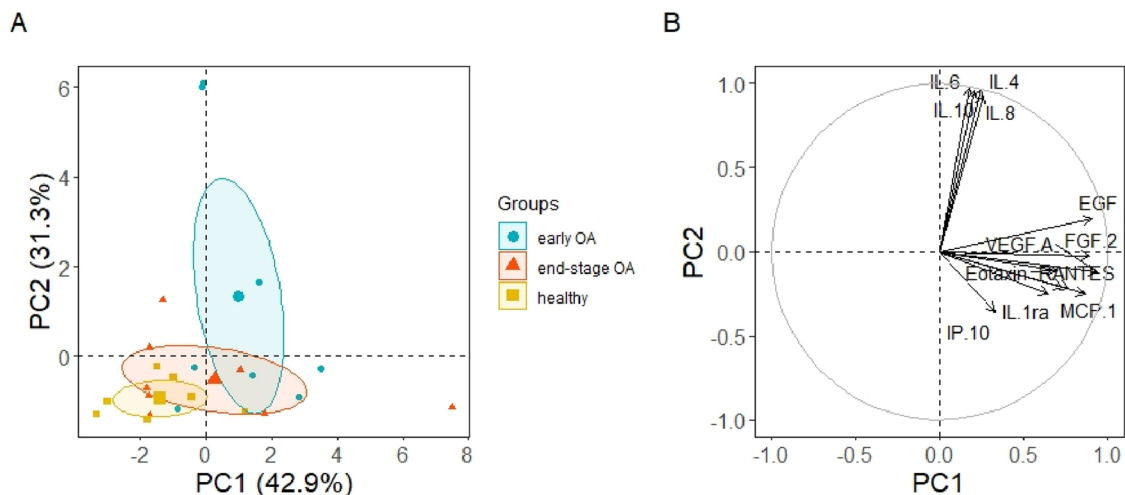 A
B
6
4
2
0
-2
0
2
4
6
8
PC1 (42.9%)
PC2 (31.3%)
Groups
early OA
end-stage OA
healthy
1.0
0.5
0.0
-0.5
-1.0
-1.0
-0.5
0.0
0.5
1.0
PC1
PC2
IL.6
IL.4
IL.10
IL.8
EGF
VEGF.A
FGF.2
Eotaxin
RANTES
IL.1ra
MCP.1
IP.10